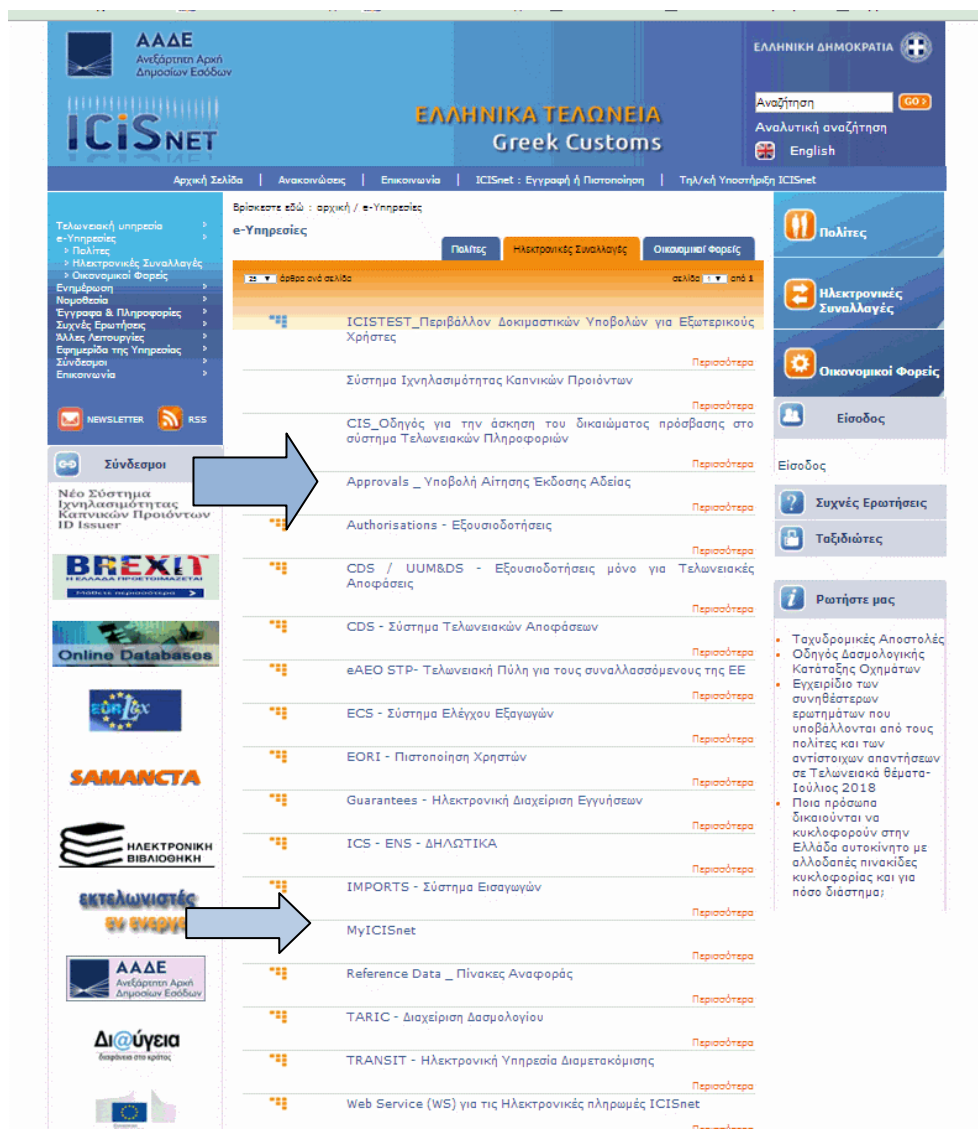 ΑΑΔΕ
Ανεξάρτητη Αρχή
Δημοσίων Εσόδων
ΕΛΛΗΝΙΚΗ ΔΗΜΟΚΡΑΤΙΑ
ICiSNET
ΕΛΛΗΝΙΚΑ ΤΕΛΩΝΕΙΑ
Greek Customs
Αναζήτηση GO
Αναλυτική αναζήτηση
English
Αρχική Σελίδα | Ανακοινώσεις | Επικοινωνία | ICISnet : Εγγραφή ή Πιστοποίηση | Τηλ/κή Υποστήριξη ICISnet
Τελωνειακή υπηρεσία
e-Υπηρεσίες
Πολίτες
Ηλεκτρονικές Συναλλαγές
Οικονομικοί Φορείς
Ενημέρωση
Νομοθεσία
Έγγραφα & Πληροφορίες
Συχνές Ερωτήσεις
Άλλες Λειτουργίες
Εφημερίδα της Υπηρεσίας
Σύνδεσμοι
Επικοινωνία
NEWSLETTER RSS
Σύνδεσμοι
Νέο Σύστημα
Ιχνηλασιμότητας
Καπνικών Προϊόντων
ID Issuer
BREXIT
Η ΕΛΛΑΔΑ ΠΡΟΕΤΟΙΜΑΖΕΤΑΙ
Μάθετε περισσότερα
Online Databases
EUR Lex
SAMANCTA
ΗΛΕΚΤΡΟΝΙΚΗ
ΒΙΒΛΙΟΘΗΚΗ
εκτελωνιστές
εν ενεργε
ΑΑΔΕ
Ανεξάρτητη Αρχή
Δημοσίων Εσόδων
Δι@ύγεια
διαφάνεια στο κράτος
Βρίσκεστε εδώ : αρχική / e-Υπηρεσίες
e-Υπηρεσίες
Πολίτες Ηλεκτρονικές Συναλλαγές Οικονομικοί Φορείς
25 άρθρα ανά σελίδα σελίδα 1 από 1
ICISTEST_Περιβάλλον Δοκιμαστικών Υποβολών για Εξωτερικούς
Χρήστες
Περισσότερα
Σύστημα Ιχνηλασιμότητας Καπνικών Προιόντων
Περισσότερα
CIS_Οδηγός για την άσκηση του δικαιώματος πρόσβασης στο
σύστημα Τελωνειακών Πληροφοριών
Περισσότερα
Approvals _ Υποβολή Αίτησης Έκδοσης Αδείας
Περισσότερα
Authorisations - Εξουσιοδοτήσεις
Περισσότερα
CDS / UUM&DS - Εξουσιοδοτήσεις μόνο για Τελωνειακές
Αποφάσεις
Περισσότερα
CDS - Σύστημα Τελωνειακών Αποφάσεων
Περισσότερα
eAEO STP- Τελωνειακή Πύλη για τους συναλλασσόμενους της ΕΕ
Περισσότερα
ECS - Σύστημα Ελέγχου Εξαγωγών
Περισσότερα
EORI - Πιστοποίηση Χρηστών
Περισσότερα
Guarantees - Ηλεκτρονική Διαχείριση Εγγυήσεων
Περισσότερα
ICS - ENS - ΔΗΛΩΤΙΚΑ
Περισσότερα
IMPORTS - Σύστημα Εισαγωγών
Περισσότερα
MyICISnet
Περισσότερα
Reference Data _ Πίνακες Αναφοράς
Περισσότερα
TARIC - Διαχείριση Δασμολογίου
Περισσότερα
TRANSIT - Ηλεκτρονική Υπηρεσία Διαμετακόμισης
Περισσότερα
Web Service (WS) για τις Ηλεκτρονικές πληρωμές ICISnet
Πολίτες
Ηλεκτρονικές
Συναλλαγές
Οικονομικοί Φορείς
Είσοδος
Είσοδος
Συχνές Ερωτήσεις
Ταξιδιώτες
Ρωτήστε μας
Ταχυδρομικές Αποστολές
Οδηγός Δασμολογικής
Κατάταξης Οχημάτων
Εγχειρίδιο των
συνηθέστερων
ερωτημάτων που
υποβάλλονται από τους
πολίτες και των
αντίστοιχων απαντήσεων
σε Τελωνειακά θέματα-
Ιούλιος 2018
Ποια πρόσωπα
δικαιούνται να
κυκλοφορούν στην
Ελλάδα αυτοκίνητο με
αλλοδαπές πινακίδες
κυκλοφορίας και για
πόσο διάστημα;